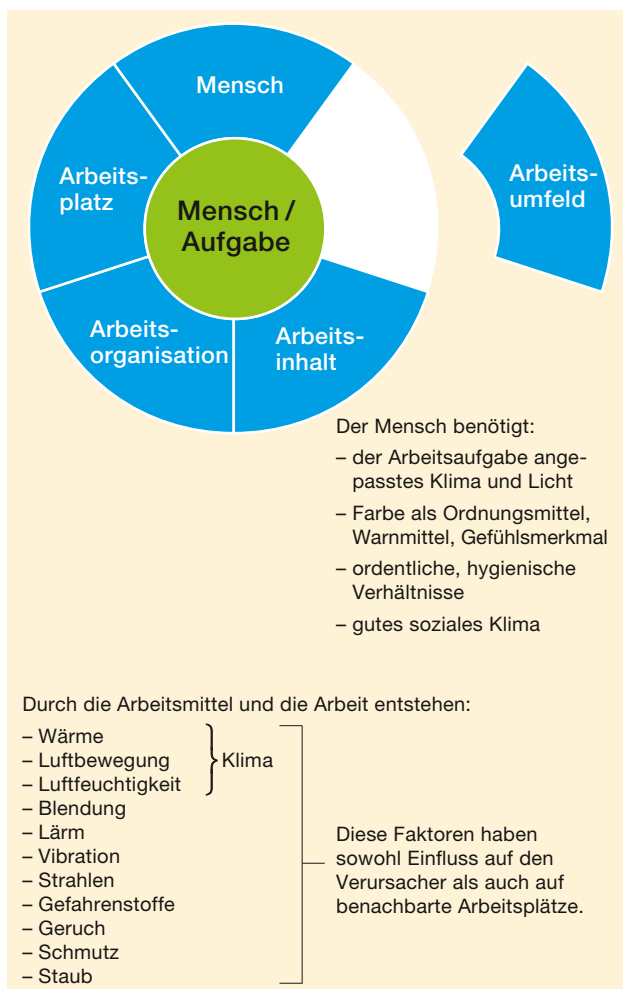 Mensch
Arbeits-
platz
Mensch /
Aufgabe
Arbeits-
umfeld
Arbeits-
organisation
Arbeits-
inhalt
Der Mensch benötigt:
– der Arbeitsaufgabe ange-
passtes Klima und Licht
– Farbe als Ordnungsmittel,
Warnmittel, Gefühlsmerkmal
– ordentliche, hygienische
Verhältnisse
– gutes soziales Klima
Durch die Arbeitsmittel und die Arbeit entstehen:
– Wärme
– Luftbewegung
– Luftfeuchtigkeit
Klima
– Blendung
– Lärm
– Vibration
– Strahlen
– Gefahrenstoffe
– Geruch
– Schmutz
– Staub
Diese Faktoren haben
sowohl Einfluss auf den
Verursacher als auch auf
benachbarte Arbeitsplätze.